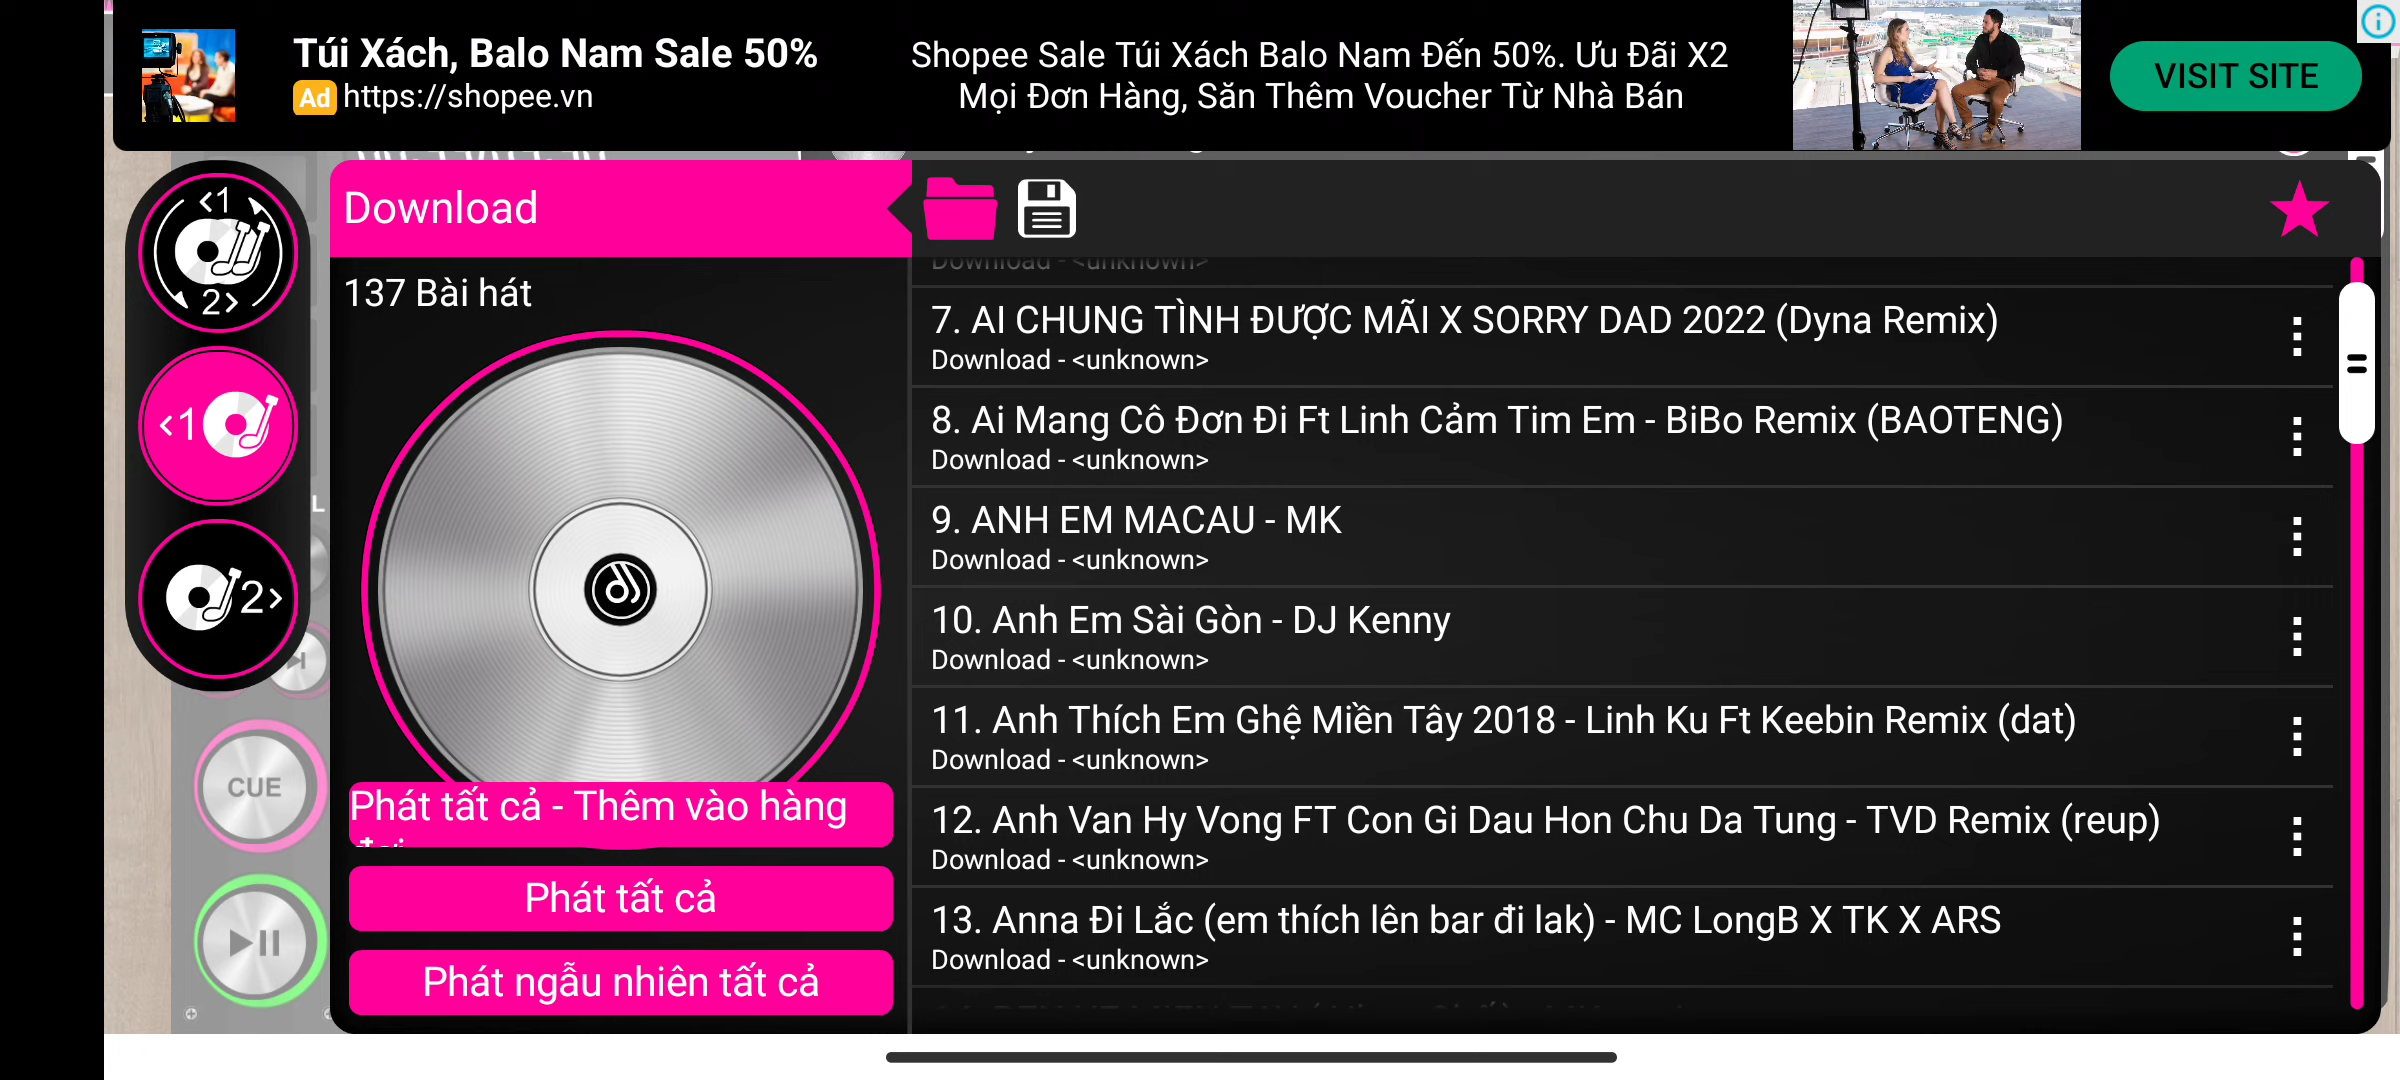 Túi Xách, Balo Nam Sale 50%
Ad https://shopee.vn
Shopee Sale Túi Xách Balo Nam Đến 50%. Ưu Đãi X2
Mọi Đơn Hàng, Săn Thêm Voucher Từ Nhà Bán
VISIT SITE
<1
2>
<1
2>
L
CUE
Download
137 Bài hát
Phát tất cả - Thêm vào hàng
Phát tất cả
Phát ngẫu nhiên tất cả
Download - <unknown>
7. AI CHUNG TÌNH ĐƯỢC MÃI X SORRY DAD 2022 (Dyna Remix)
Download - <unknown>
8. Ai Mang Cô Đơn Đi Ft Linh Cảm Tim Em - BiBo Remix (BAOTENG)
Download - <unknown>
9. ANH EM MACAU - MK
Download - <unknown>
10. Anh Em Sài Gòn - DJ Kenny
Download - <unknown>
11. Anh Thích Em Ghệ Miền Tây 2018 - Linh Ku Ft Keebin Remix (dat)
Download - <unknown>
12. Anh Van Hy Vong FT Con Gi Dau Hon Chu Da Tung - TVD Remix (reup)
Download - <unknown>
13. Anna Đi Lắc (em thích lên bar đi lak) - MC LongB X TK X ARS
Download - <unknown>